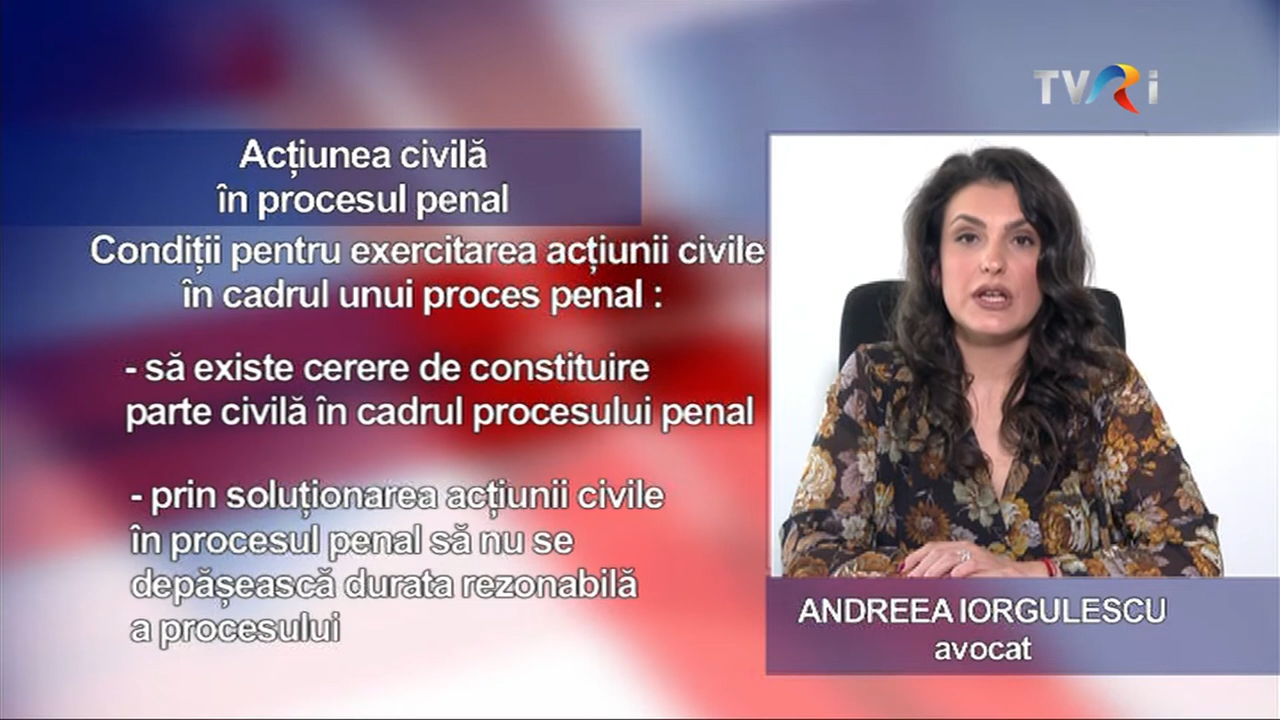 TVRi
Acțiunea civilă
în procesul penal
Condiții pentru exercitarea acțiunii civile
în cadrul unui proces penal :
- să existe cerere de constituire
parte civilă în cadrul procesului penal
- prin soluționarea acțiunii civile
în procesul penal să nu se
depășească durata rezonabilă
a procesului
ANDREEA IORGULESCU
avocat